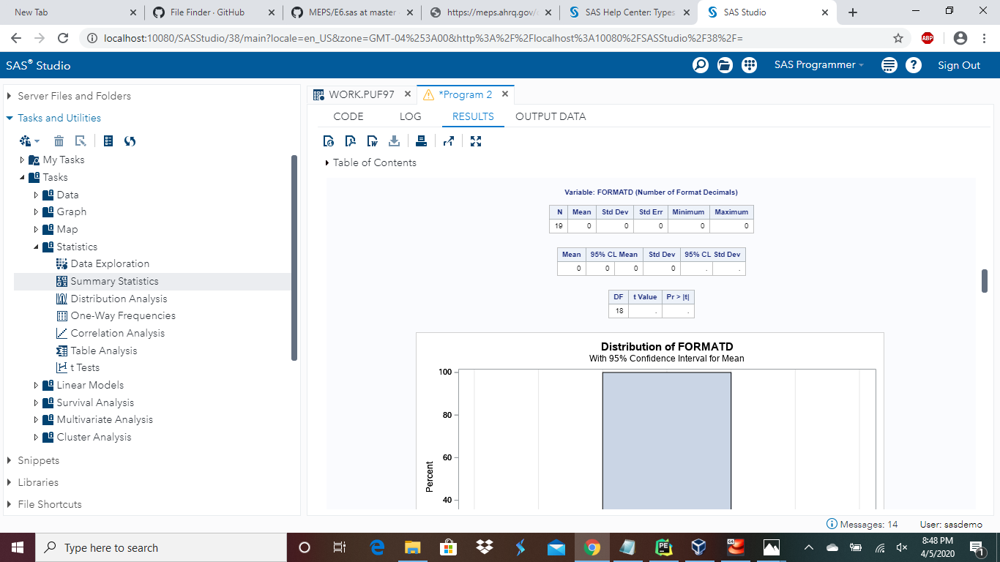 New Tab
File Finder · GitHub
MEPS/E6.sas at master
https://meps.ahrq.gov/
SAS Help Center: Types
SAS Studio
localhost:10080/SASStudio/38/main?locale=en_US&zone=GMT-04%253A00&http%3A%2F%2Flocalhost%3A10080%2FSASStudio%2F38%2F=
ABP
SAS® Studio
SAS Programmer
Sign Out
Server Files and Folders
Tasks and Utilities
My Tasks
Tasks
Data
Graph
Map
Statistics
Data Exploration
Summary Statistics
Distribution Analysis
One-Way Frequencies
Correlation Analysis
Table Analysis
t Tests
Linear Models
Survival Analysis
Multivariate Analysis
Cluster Analysis
Snippets
Libraries
File Shortcuts
WORK.PUF97
*Program 2
CODE LOG RESULTS OUTPUT DATA
Table of Contents
Variable: FORMATD (Number of Format Decimals)
N Mean Std Dev Std Err Minimum Maximum
19 0 0 0 0 0
Mean 95% CL Mean Std Dev 95% CL Std Dev
0 0 0 0 . .
DF t Value Pr > |t|
18 . .
Distribution of FORMATD
With 95% Confidence Interval for Mean
100
80
60
40
Percent
Messages: 14
User: sasdemo
Type here to search
8:48 PM
4/5/2020
1